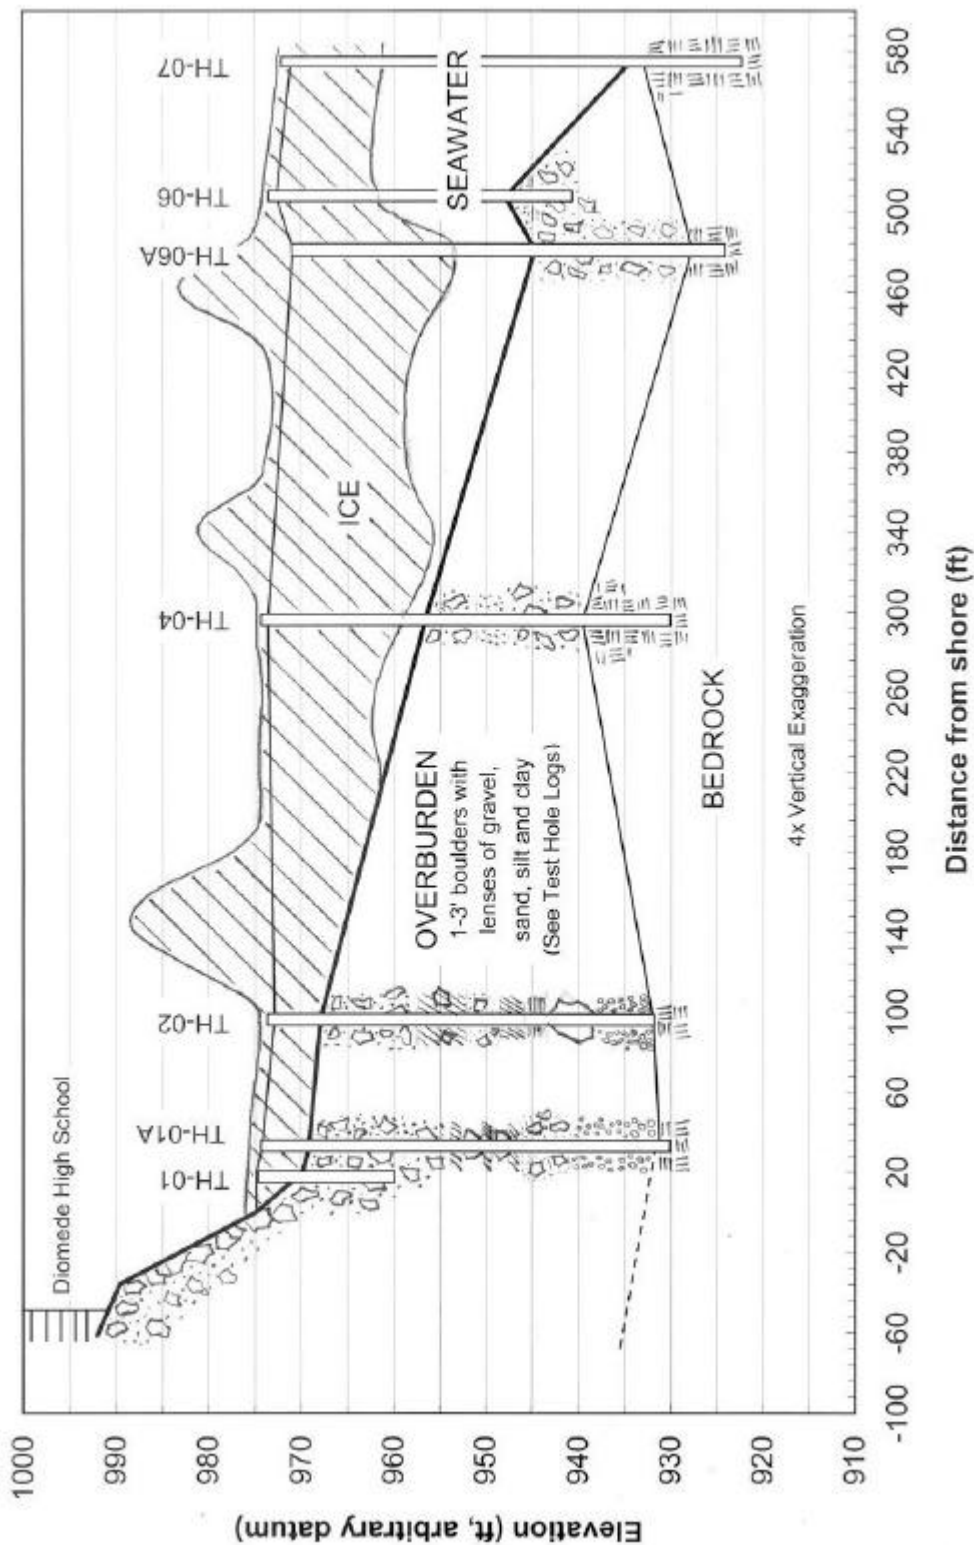 Elevation (ft, arbitrary datum)
1000
990
980
970
960
950
940
930
920
910
Diomede High School
TH-01
TH-01A
TH-02
TH-04
TH-06A
TH-06
TH-07
ICE
SEAWATER
OVERBURDEN
1-3' boulders with
lenses of gravel,
sand, silt and clay
(See Test Hole Logs)
BEDROCK
4x Vertical Exaggeration
-100
-60
-20
20
60
100
140
180
220
260
300
340
380
420
460
500
540
580
Distance from shore (ft)